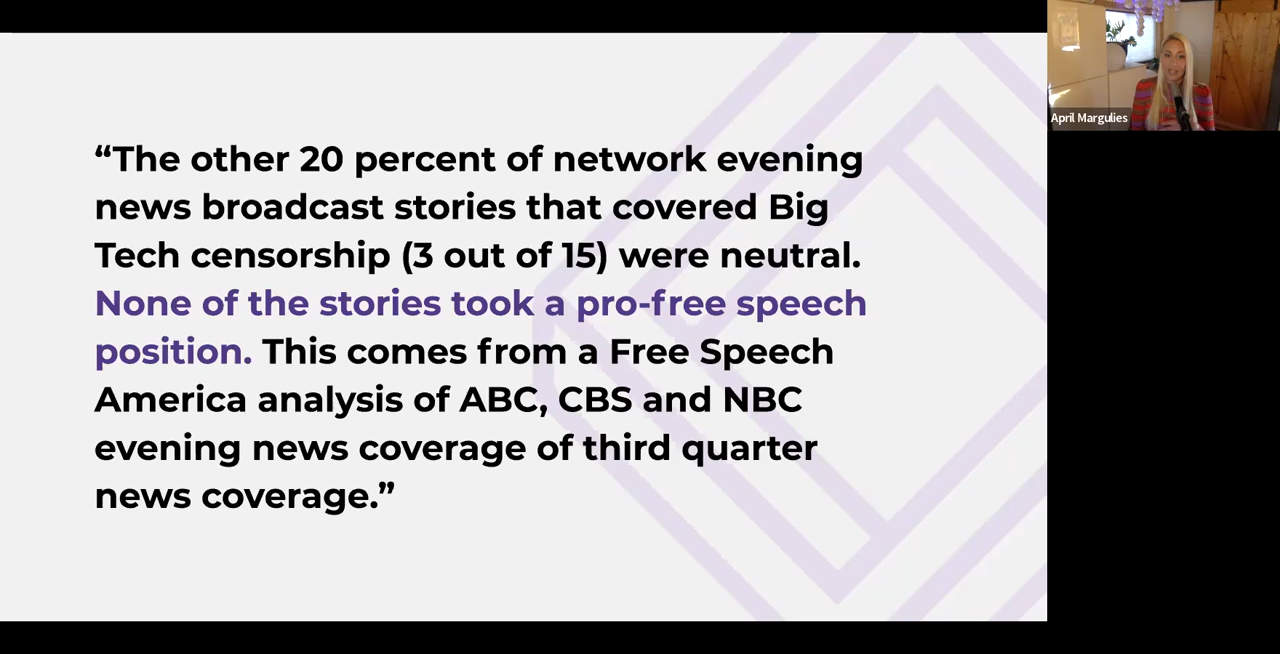 “The other 20 percent of network evening
news broadcast stories that covered Big
Tech censorship (3 out of 15) were neutral.
None of the stories took a pro-free speech
position. This comes from a Free Speech
America analysis of ABC, CBS and NBC
evening news coverage of third quarter
news coverage.”
April Margulies